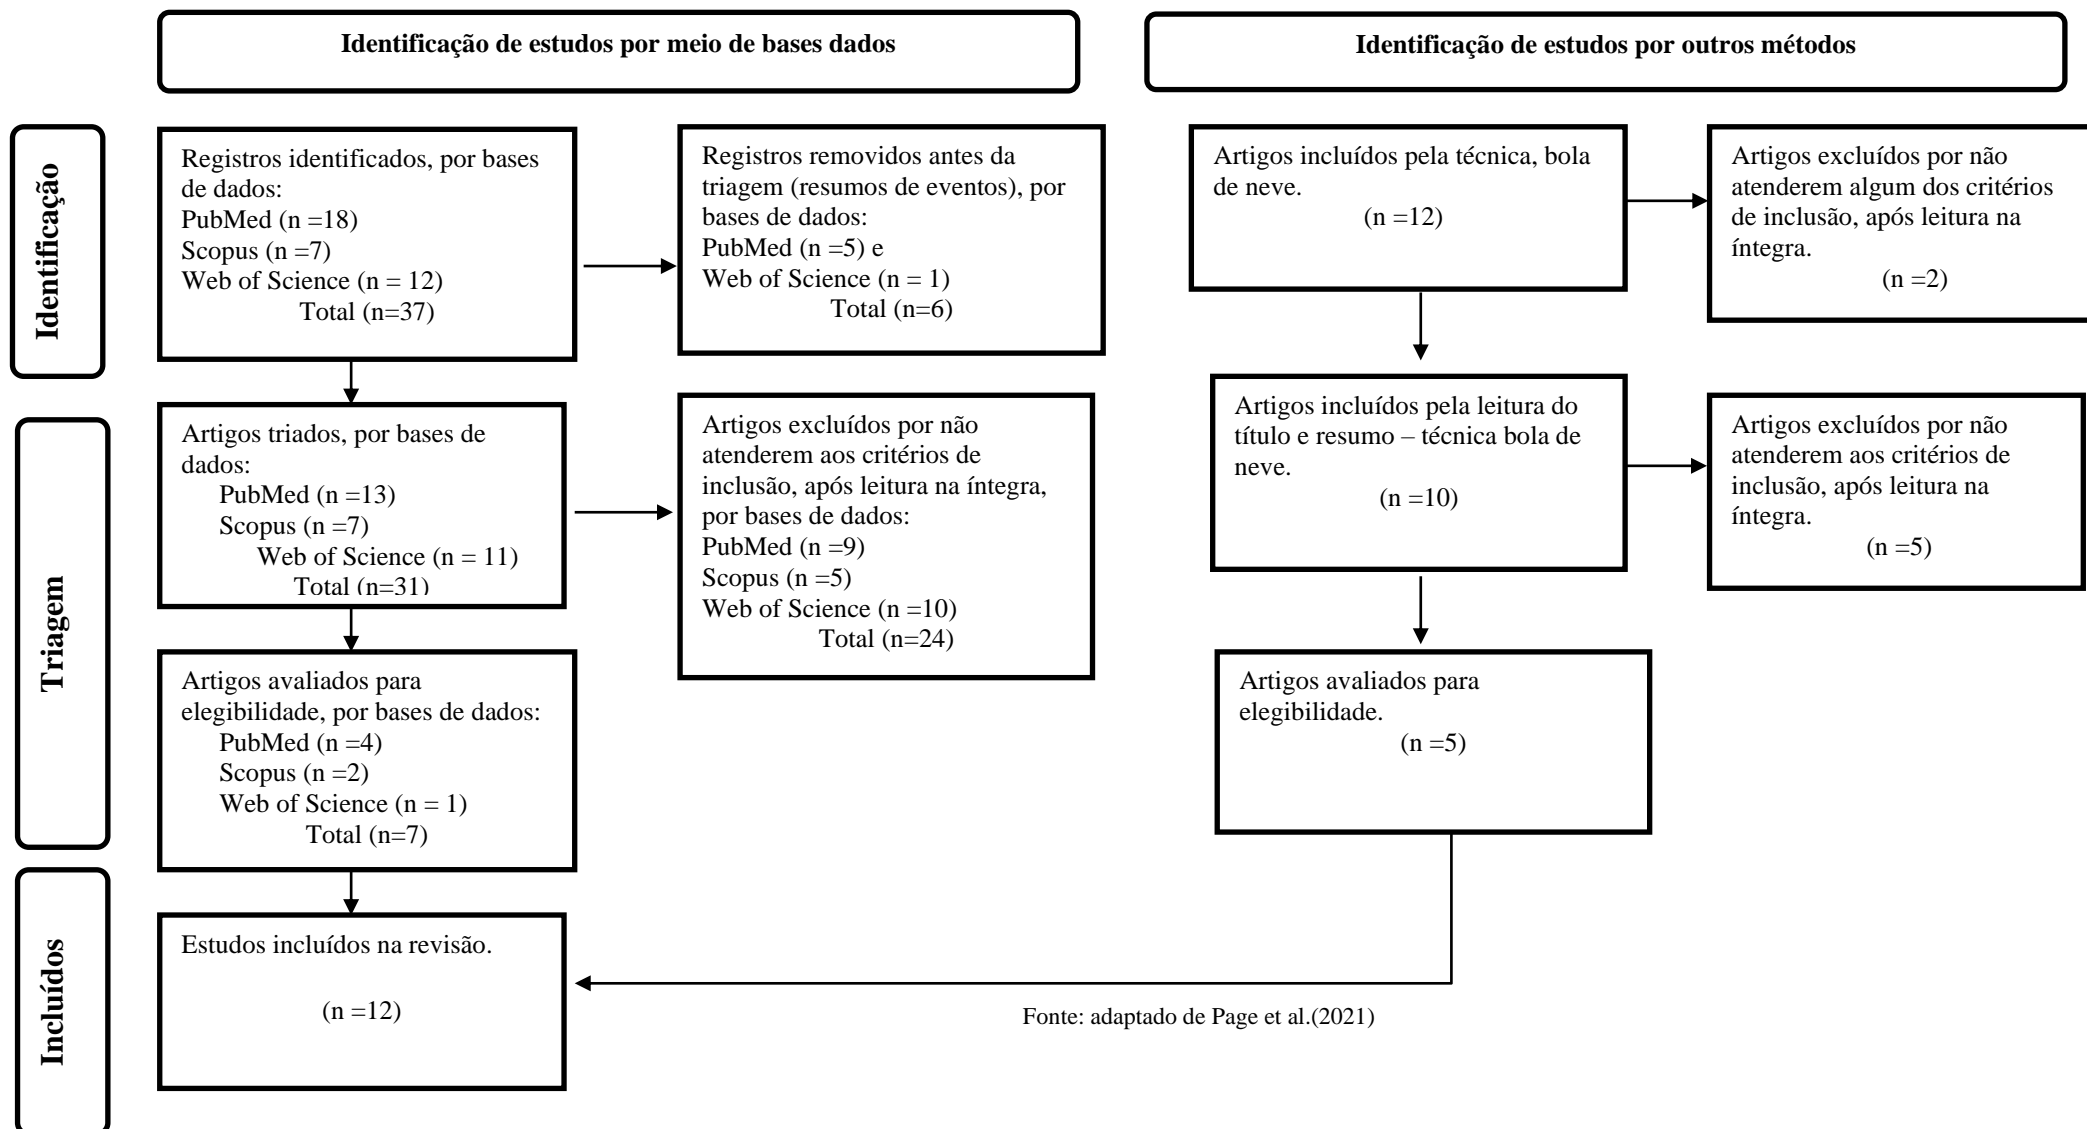 Identificação de estudos por meio de bases dados
Identificação de estudos por outros métodos
Identificação
Registros identificados, por bases
de dados:
PubMed (n =18)
Scopus (n =7)
Web of Science (n = 12)
Total (n=37)
Registros removidos antes da
triagem (resumos de eventos), por
bases de dados:
PubMed (n =5) e
Web of Science (n = 1)
Total (n=6)
Artigos incluídos pela técnica, bola
de neve.
(n =12)
Artigos excluídos por não
atenderem algum dos critérios
de inclusão, após leitura na
íntegra.
(n =2)
Triagem
Artigos triados, por bases de
dados:
PubMed (n =13)
Scopus (n =7)
Web of Science (n = 11)
Total (n=31)
Artigos excluídos por não
atenderem aos critérios de
inclusão, após leitura na íntegra,
por bases de dados:
PubMed (n =9)
Scopus (n =5)
Web of Science (n =10)
Total (n=24)
Artigos incluídos pela leitura do
título e resumo – técnica bola de
neve.
(n =10)
Artigos excluídos por não
atenderem aos critérios de
inclusão, após leitura na
íntegra.
(n =5)
Artigos avaliados para
elegibilidade, por bases de dados:
PubMed (n =4)
Scopus (n =2)
Web of Science (n = 1)
Total (n=7)
Artigos avaliados para
elegibilidade.
(n =5)
Incluídos
Estudos incluídos na revisão.
(n =12)
Fonte: adaptado de Page et al.(2021)